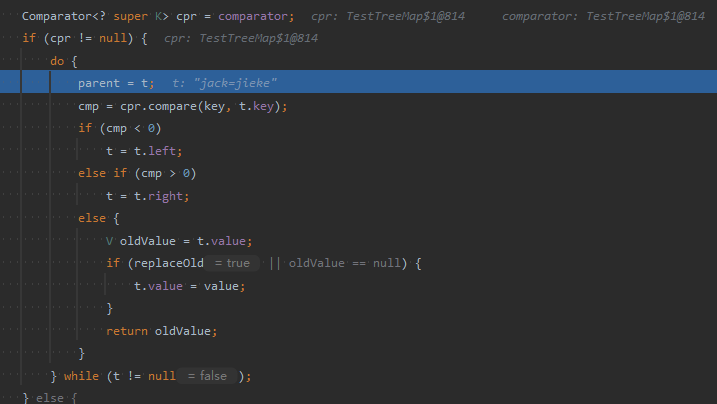 Comparator<? super K> cpr = comparator; cpr: TestTreeMap$1@814 comparator: TestTreeMap$1@814
if (cpr != null) { cpr: TestTreeMap$1@814
do {
parent = t; t: "jack=jieke"
cmp = cpr.compare(key, t.key);
if (cmp < 0)
t = t.left;
else if (cmp > 0)
t = t.right;
else {
V oldValue = t.value;
if (replaceOld = true || oldValue == null) {
t.value = value;
}
return oldValue;
}
} while (t != null = false );
} else {